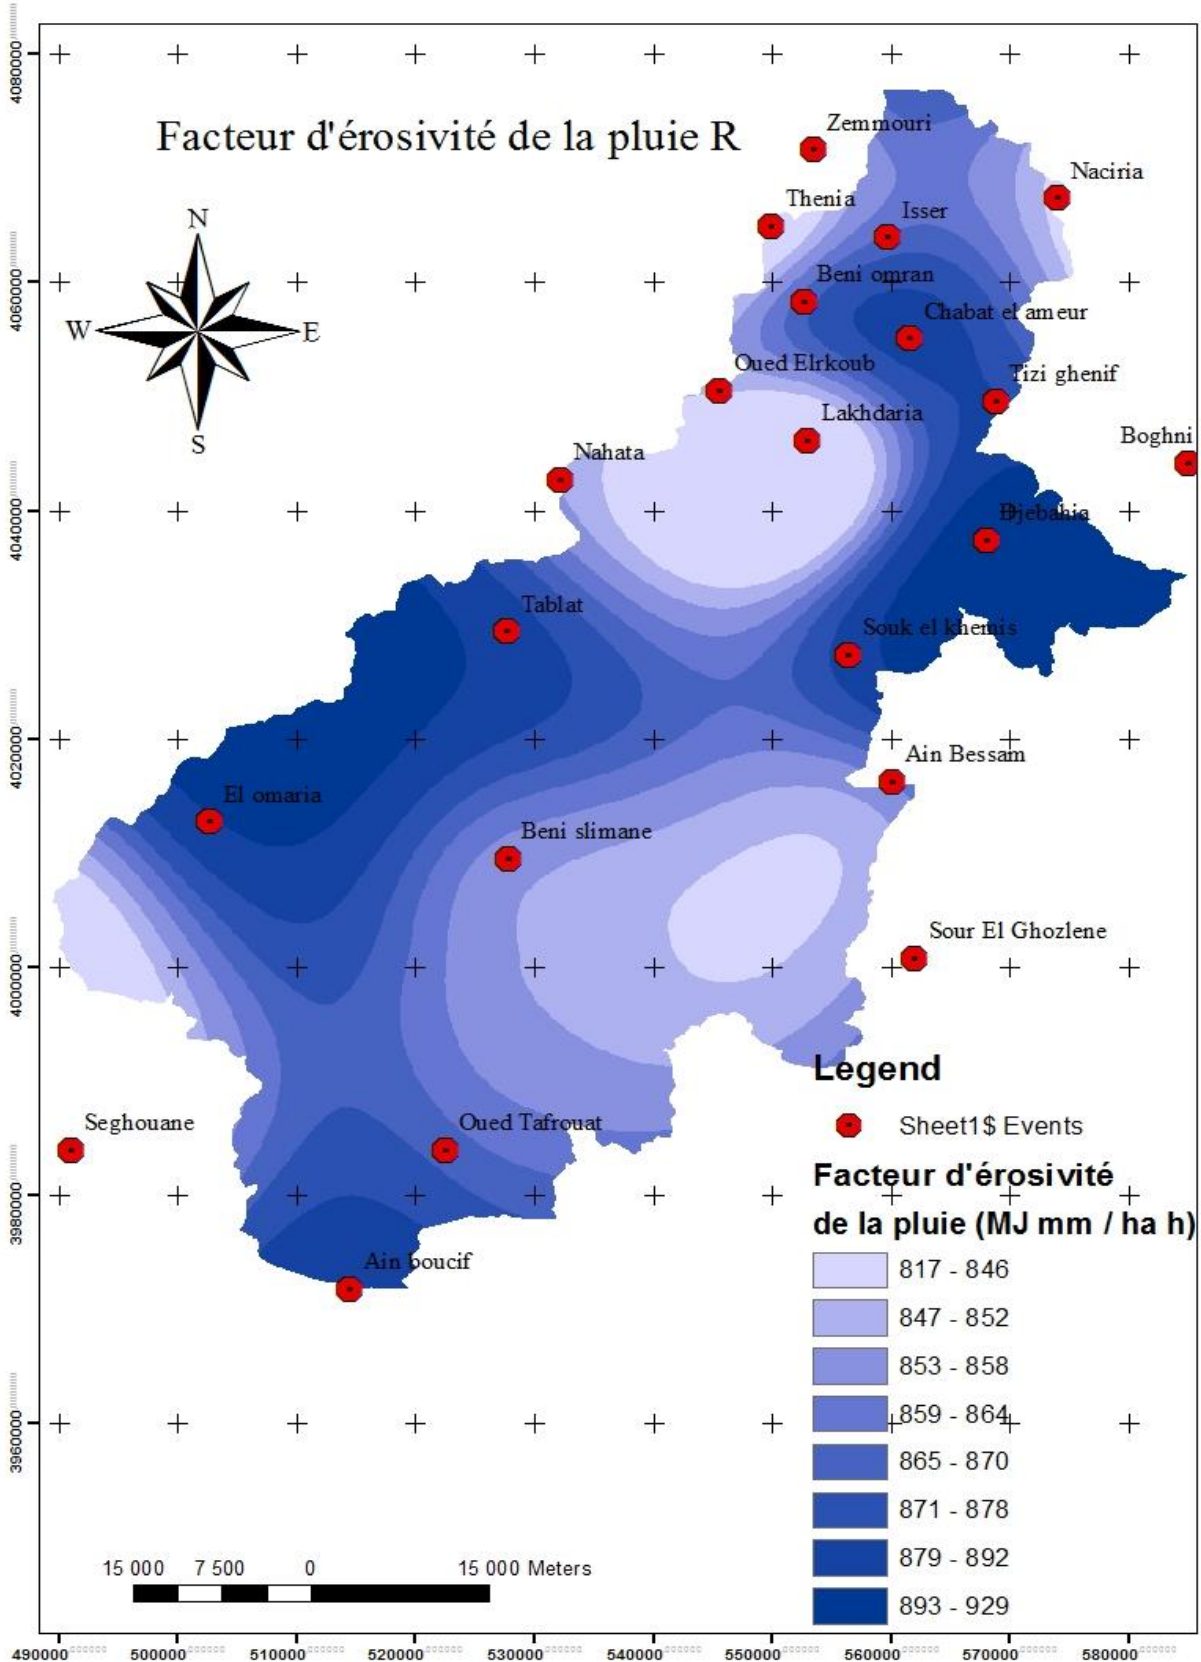 Facteur d'érosivité de la pluie R
N
W
E
S
Zemmouri
Naciria
Thenia
Isser
Beni omran
Chabat el ameur
Oued Elrkoub
Tizi ghenif
Lakhdaria
Boghni
Nahata
Djebahia
Tablat
Souk el khemis
Ain Bessam
El omaria
Beni slimane
Sour El Ghozlene
Seghouane
Oued Tafrouat
Ain boucif
Legend
Sheet1$ Events
Facteur d'érosivité
de la pluie (MJ mm / ha h)
817 - 846
847 - 852
853 - 858
859 - 864
865 - 870
871 - 878
879 - 892
893 - 929
15 000 7 500 0 15 000 Meters
4080000
4060000
4040000
4020000
4000000
3980000
3960000
490000 500000 510000 520000 530000 540000 550000 560000 570000 580000